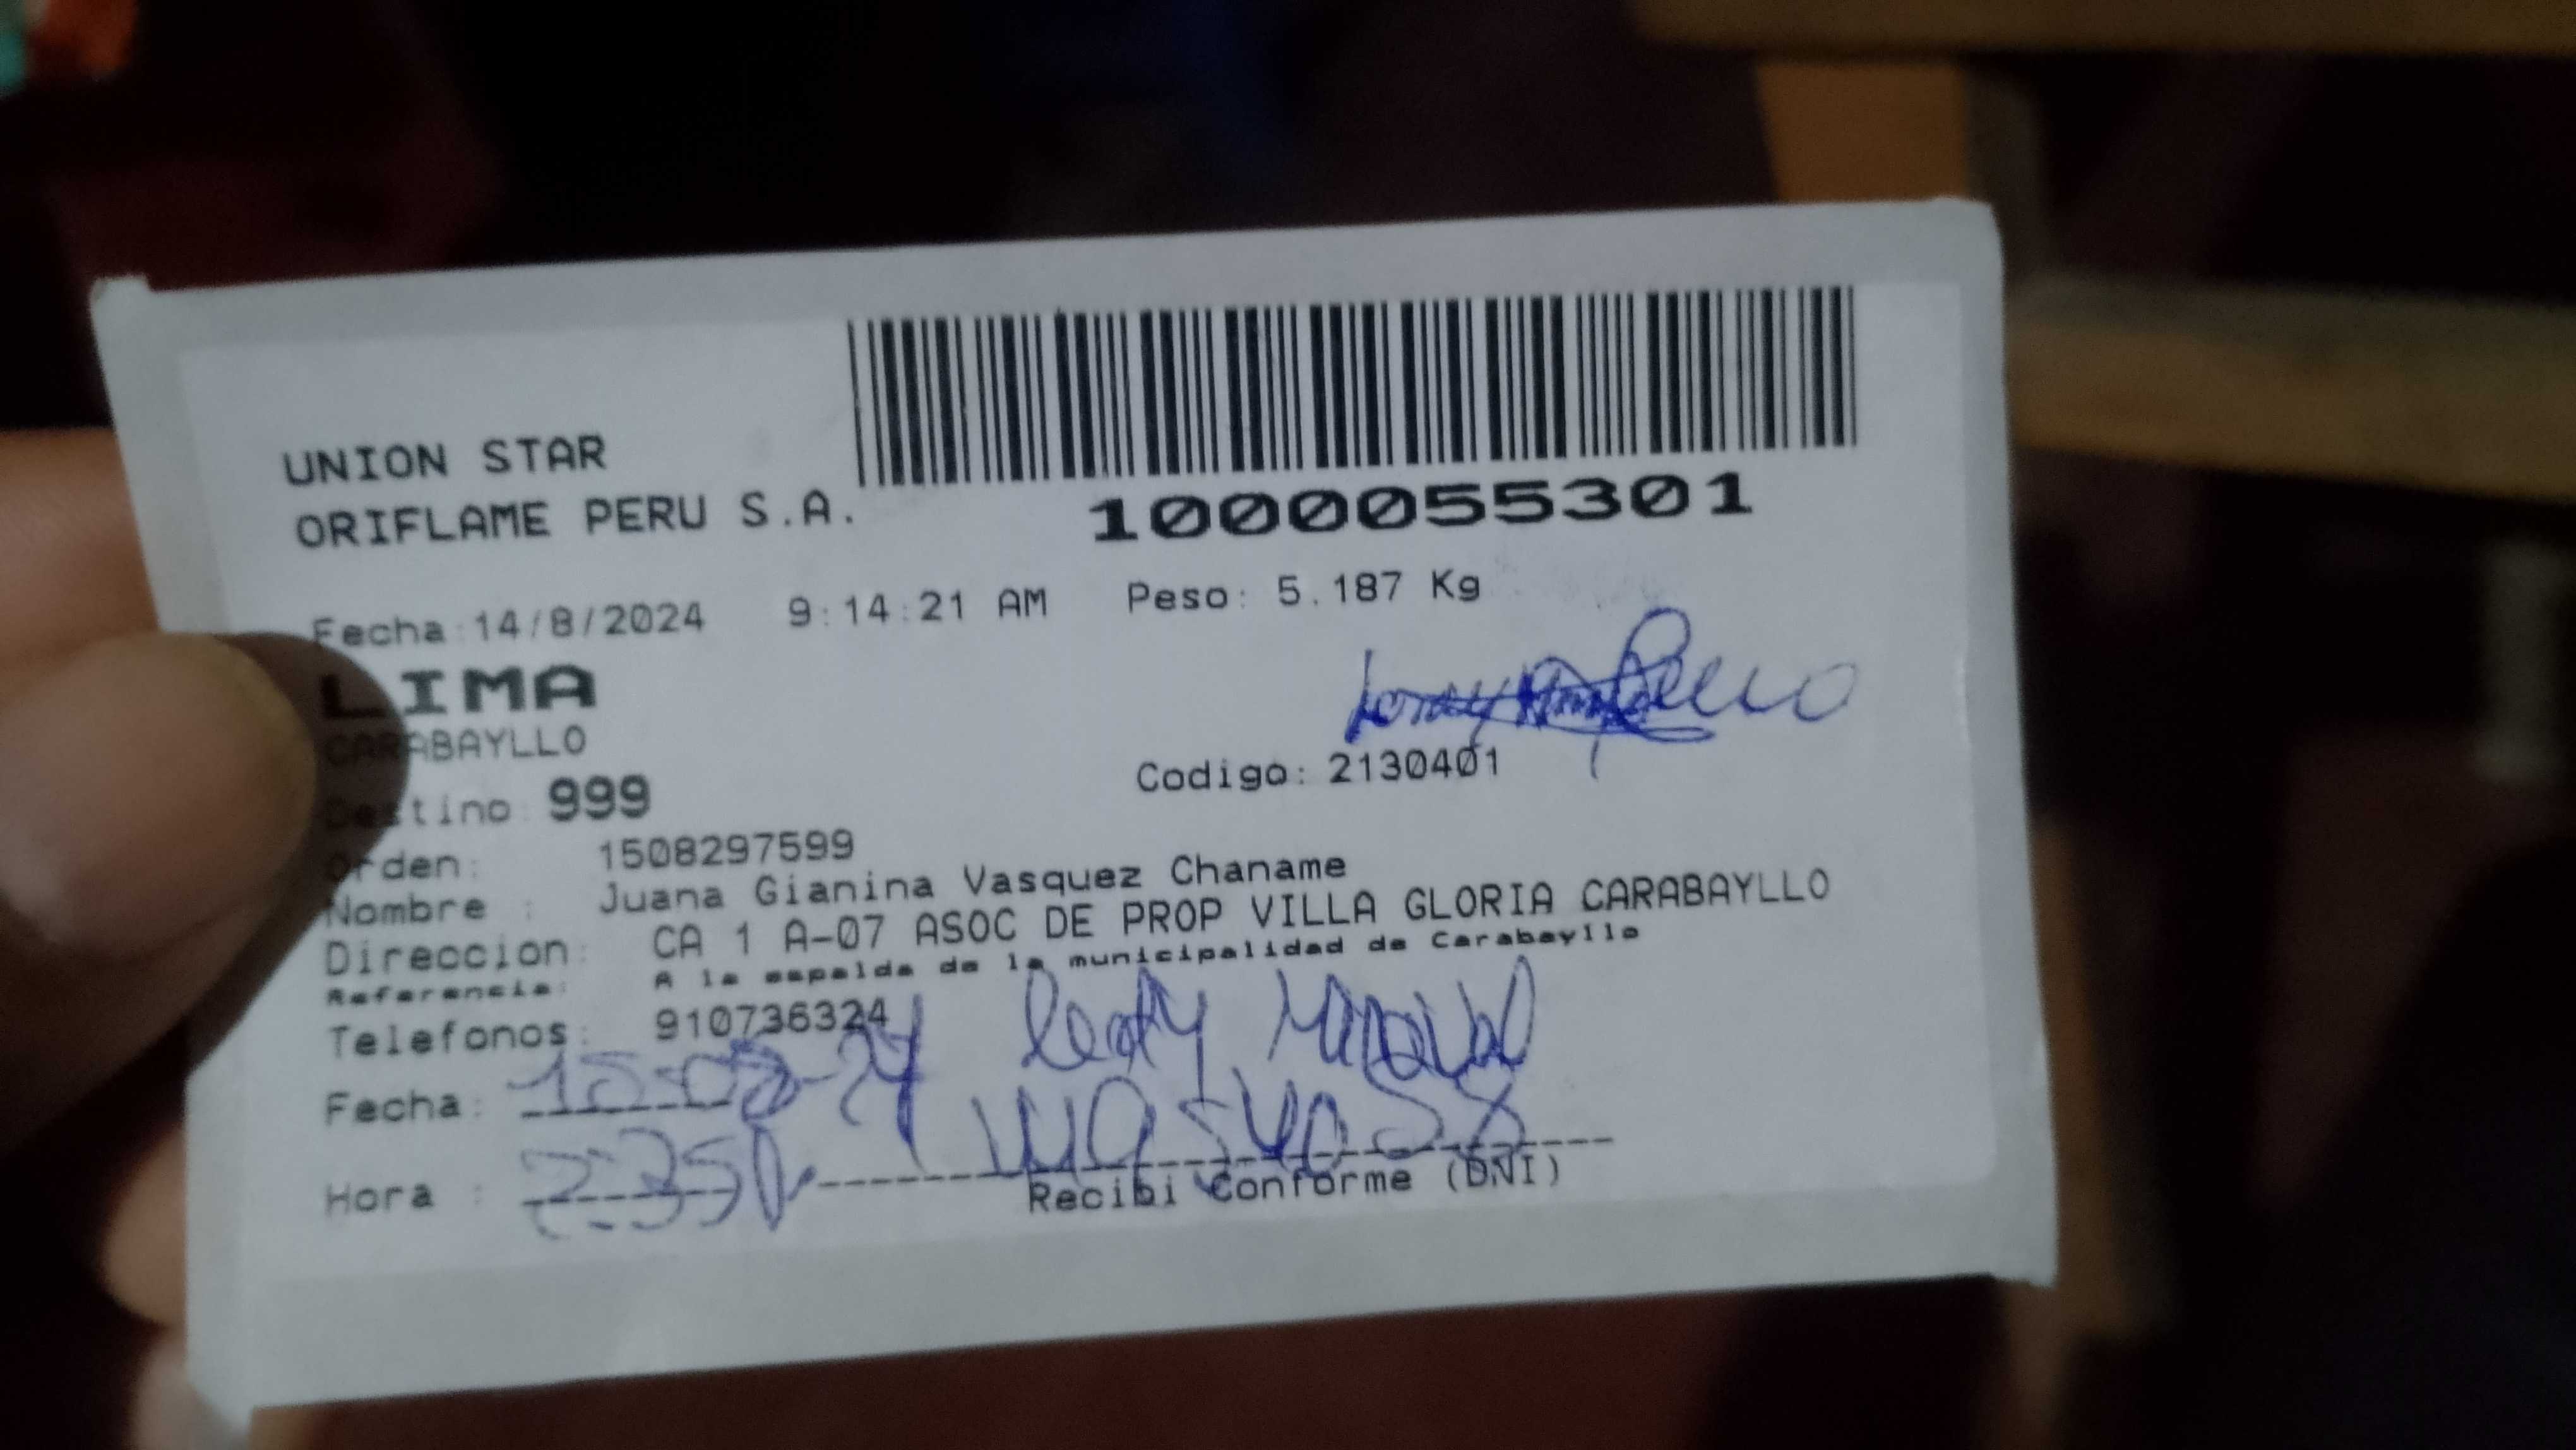 UNION STAR
ORIFLAME PERU S.A.
1000055301
Fecha:14/8/2024 9:14:21 AM Peso: 5.187 Kg
LIMA
CARABAYLLO
Destino: 999
Codigo: 2130401
Orden: 1508297599
Nombre : Juana Gianina Vasquez Chaname
Direccion: CA 1 A-07 ASOC DE PROP VILLA GLORIA CARABAYLLO
Referencia: A la espalda de la municipalidad de Carabayllo
Telefonos: 910736324
Fecha:
Hora :
Recibi Conforme (DNI)